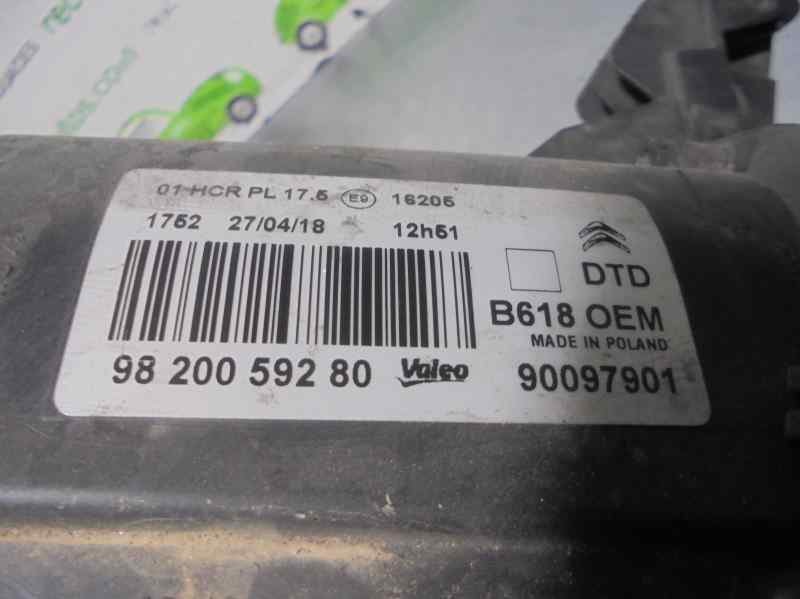 01 HCR PL 17.5 E9 16205
1752 27/04/18 12h51
DTD
B618 OEM
MADE IN POLAND
98 200 592 80 Valeo 90097901